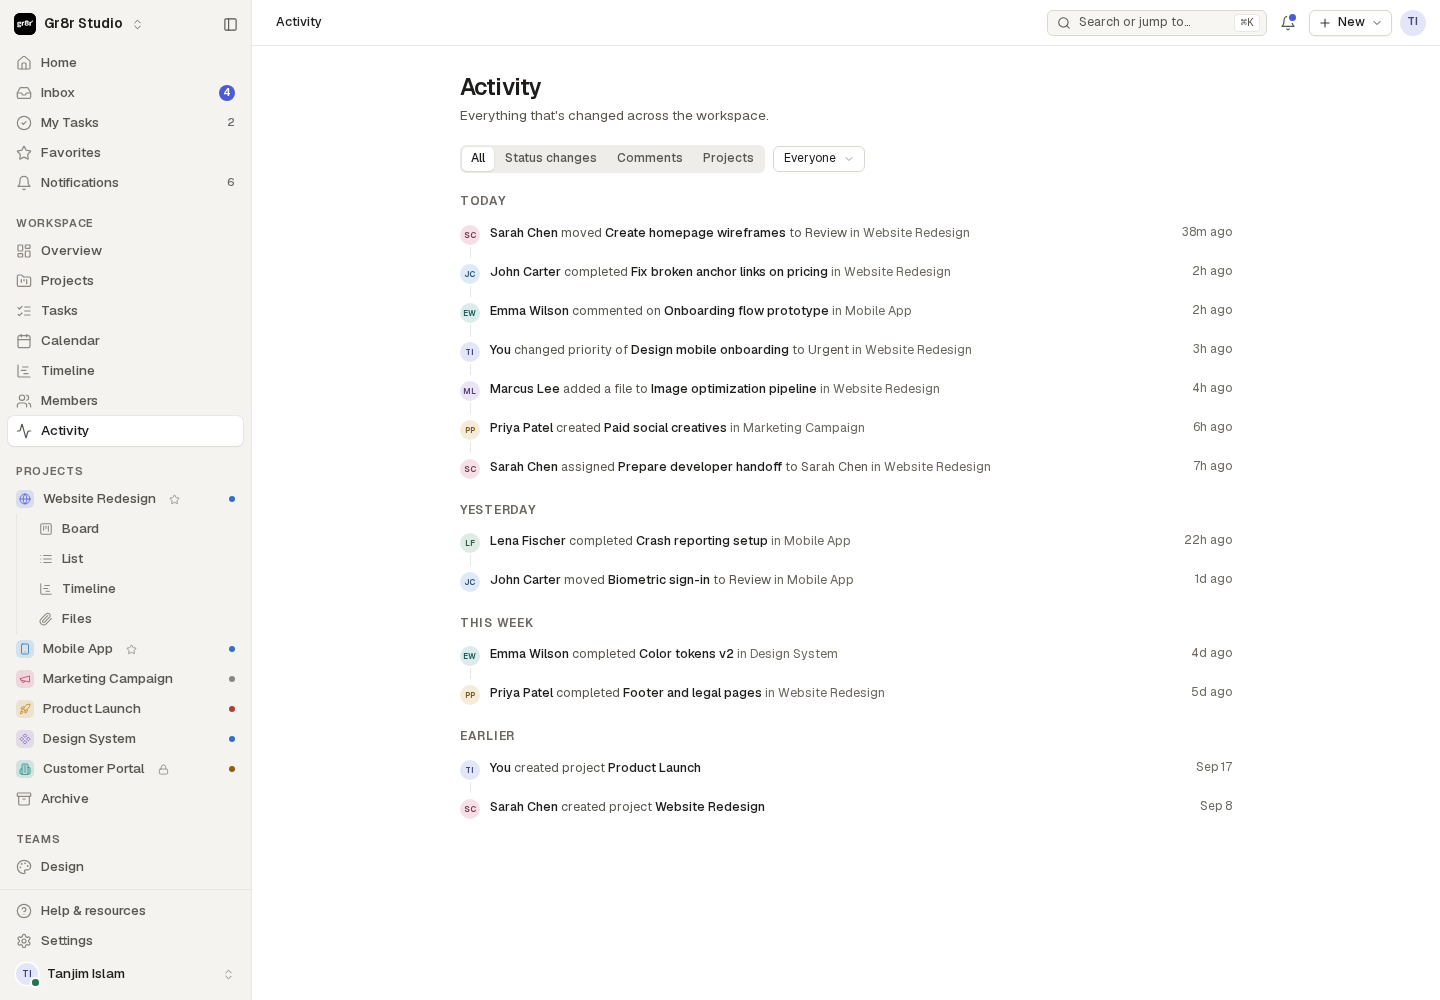 gr8r
Gr8r Studio
Home
Inbox 4
My Tasks 2
Favorites
Notifications 6
WORKSPACE
Overview
Projects
Tasks
Calendar
Timeline
Members
Activity
PROJECTS
Website Redesign
Board
List
Timeline
Files
Mobile App
Marketing Campaign
Product Launch
Design System
Customer Portal
Archive
TEAMS
Design
Help & resources
Settings
TI Tanjim Islam
Activity
Search or jump to... ⌘K
New
TI
Activity
Everything that's changed across the workspace.
All Status changes Comments Projects Everyone
TODAY
SC Sarah Chen moved Create homepage wireframes to Review in Website Redesign 38m ago
JC John Carter completed Fix broken anchor links on pricing in Website Redesign 2h ago
EW Emma Wilson commented on Onboarding flow prototype in Mobile App 2h ago
TI You changed priority of Design mobile onboarding to Urgent in Website Redesign 3h ago
ML Marcus Lee added a file to Image optimization pipeline in Website Redesign 4h ago
PP Priya Patel created Paid social creatives in Marketing Campaign 6h ago
SC Sarah Chen assigned Prepare developer handoff to Sarah Chen in Website Redesign 7h ago
YESTERDAY
LF Lena Fischer completed Crash reporting setup in Mobile App 22h ago
JC John Carter moved Biometric sign-in to Review in Mobile App 1d ago
THIS WEEK
EW Emma Wilson completed Color tokens v2 in Design System 4d ago
PP Priya Patel completed Footer and legal pages in Website Redesign 5d ago
EARLIER
TI You created project Product Launch Sep 17
SC Sarah Chen created project Website Redesign Sep 8